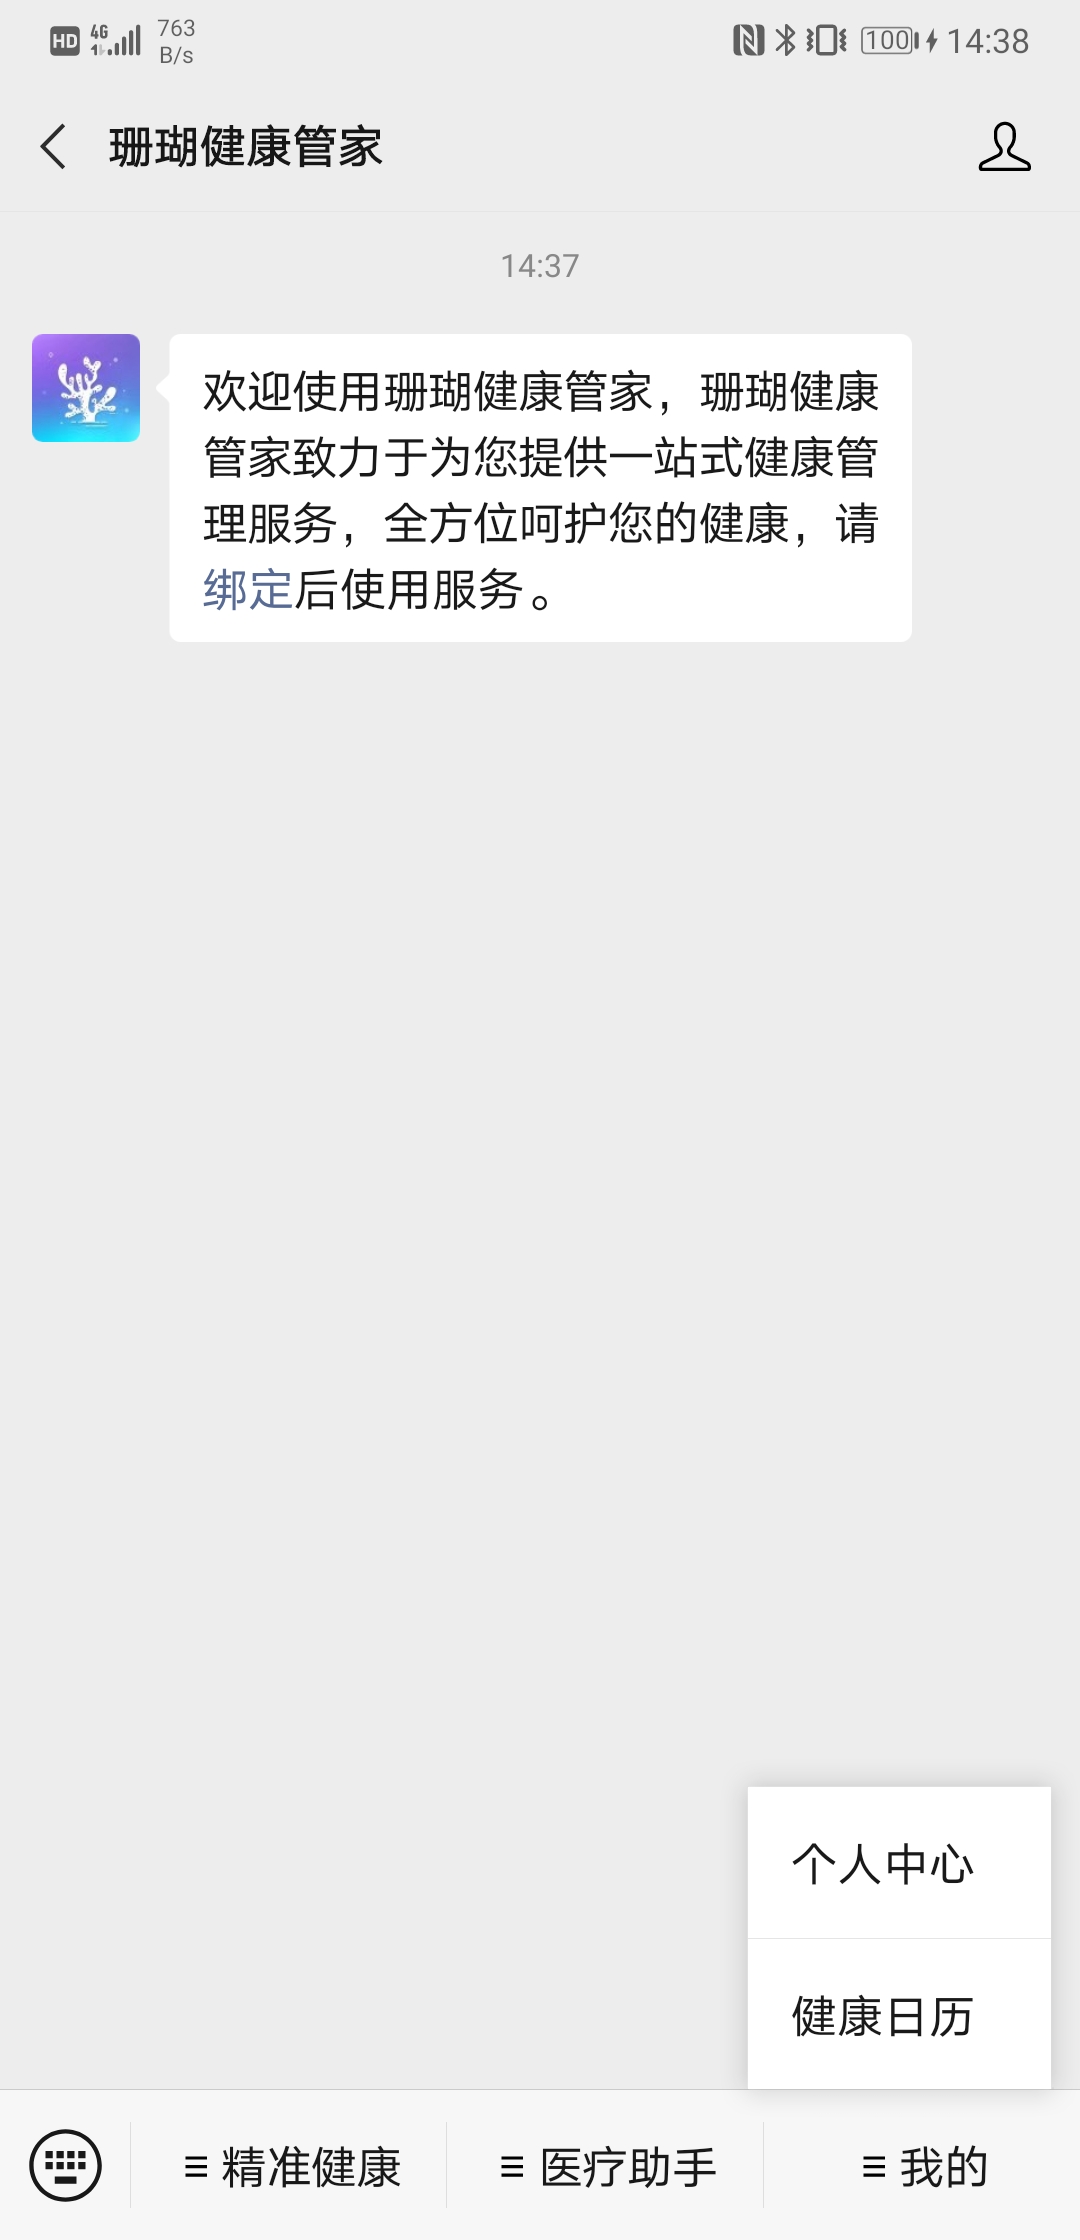 HD 4G 763 B/s 100 14:38
珊瑚健康管家
14:37
欢迎使用珊瑚健康管家，珊瑚健康
管家致力于为您提供一站式健康管
理服务，全方位呵护您的健康，请
绑定后使用服务。
个人中心
健康日历
精准健康 医疗助手 我的